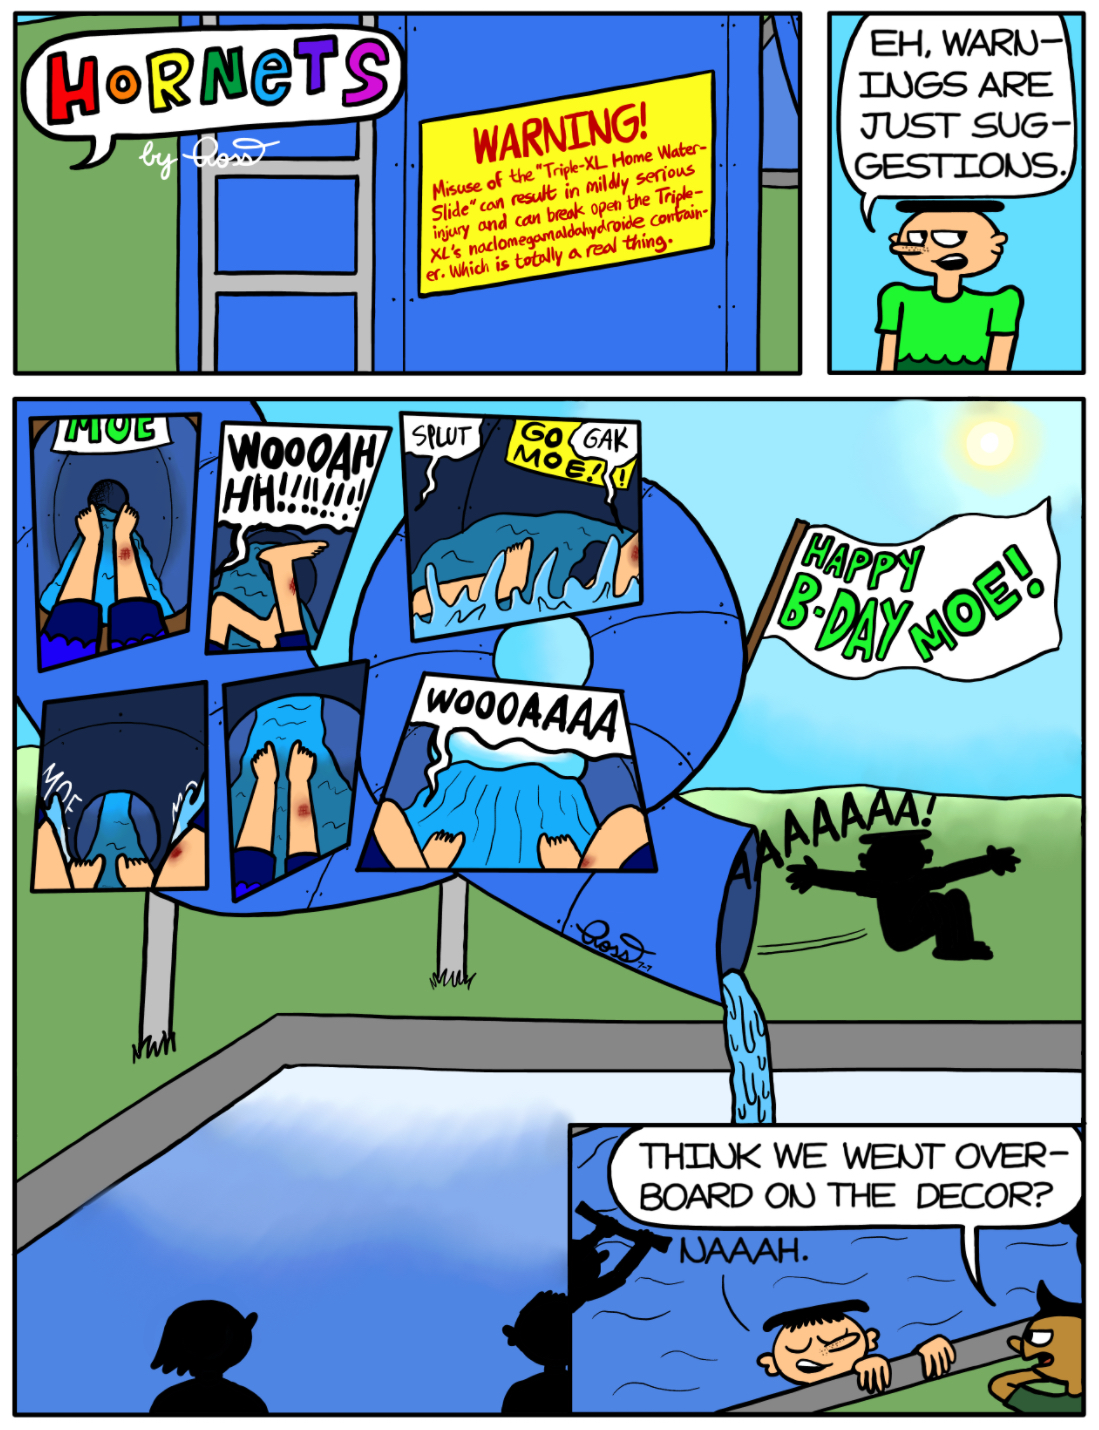 HORNETS
by Ross
WARNING!
Misuse of the "Triple-XL Home Water-
Slide" can result in mildly serious
injury and can break open the Triple-
XL's naclomegamaldahydroide contain-
er. Which is totally a real thing.
EH, WARN-
INGS ARE
JUST SUG-
GESTIONS.
MOE
WOOOAH
HH!!!!!!!!
SPLUT
GO
MOE!!
GAK
HAPPY
B-DAY MOE!
MOE
MO
WOOOAAAA
AAAAAAA!
Ross
7-7
THINK WE WENT OVER-
BOARD ON THE DECOR?
NAAAH.